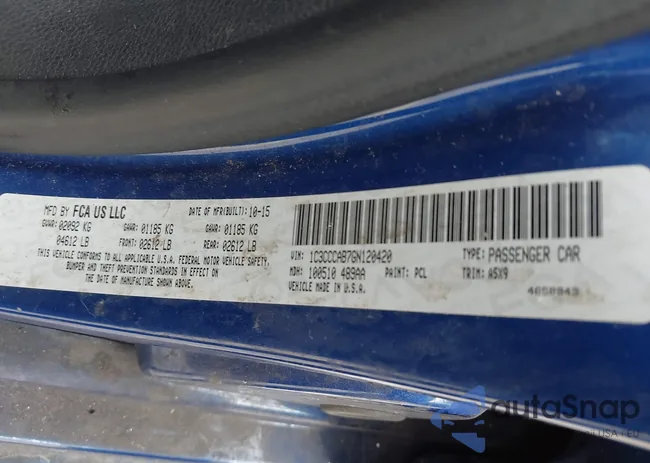 MFD BY FCA US LLC DATE OF MFR(BUILT): 10-15
GVWR: 02092 KG GAWR: 01185 KG GAWR: 01185 KG
04612 LB FRONT: 02612 LB REAR: 02612 LB
THIS VEHICLE CONFORMS TO ALL APPLICABLE U.S.A. FEDERAL MOTOR VEHICLE SAFETY,
BUMPER AND THEFT PREVENTION STANDARDS IN EFFECT ON
THE DATE OF MANUFACTURE SHOWN ABOVE.
VIN: 1C3CCCAB7GN120420 TYPE: PASSENGER CAR
MDH: 100510 489AA PAINT: PCL TRIM: A5X9
VEHICLE MADE IN U.S.A.
autoSnap